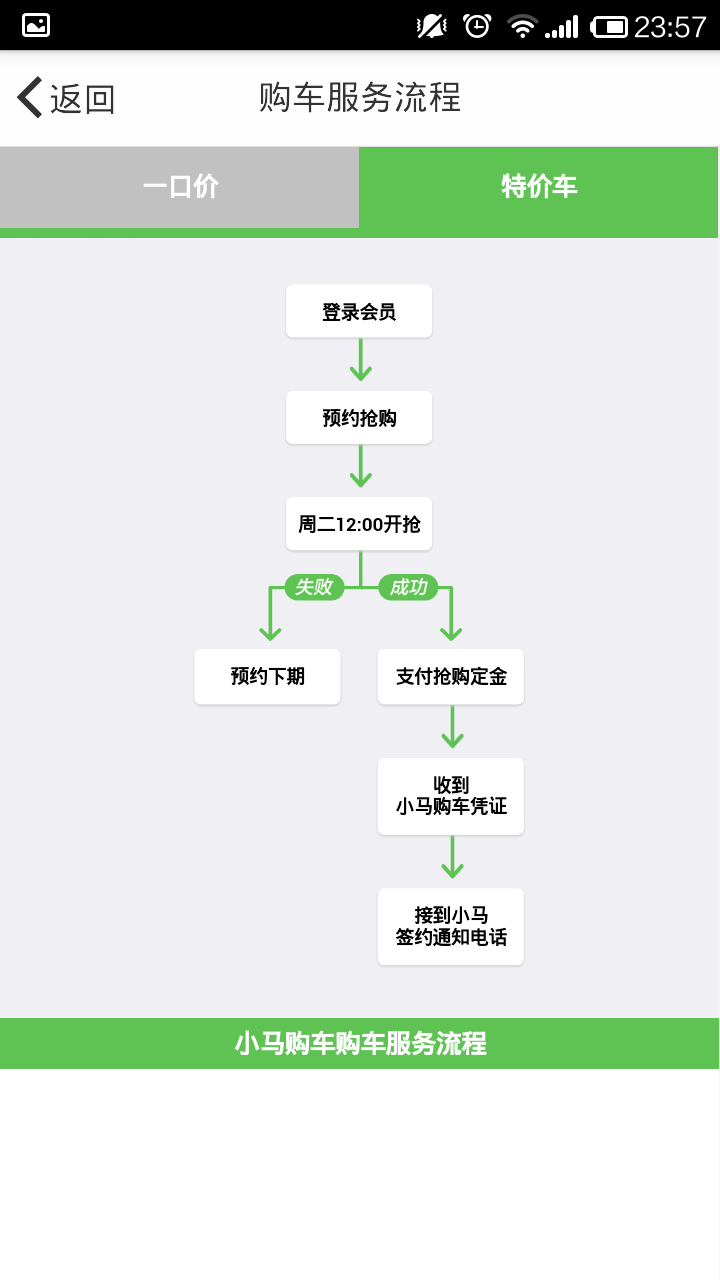 23:57
返回
购车服务流程
一口价
特价车
登录会员
预约抢购
周二12:00开抢
失败
成功
预约下期
支付抢购定金
收到
小马购车凭证
接到小马
签约通知电话
小马购车购车服务流程